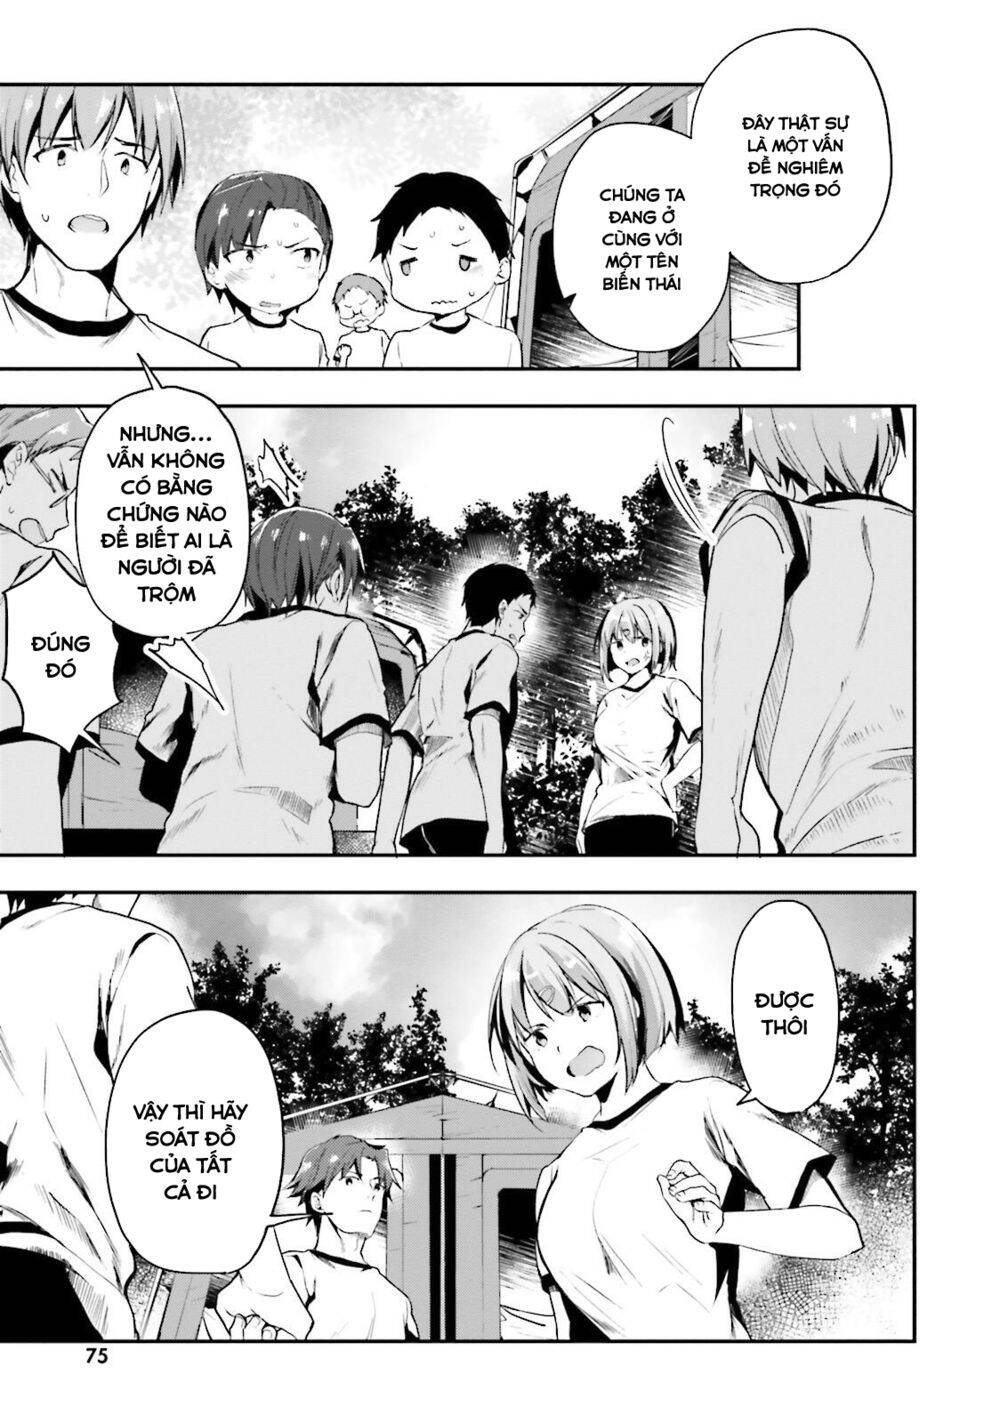 ĐÂY THẬT SỰ
LÀ MỘT VẤN
ĐỀ NGHIÊM
TRỌNG ĐÓ
CHÚNG TA
ĐANG Ở
CÙNG VỚI
MỘT TÊN
BIẾN THÁI
NHƯNG...
VẪN KHÔNG
CÓ BẰNG
CHỨNG NÀO
ĐỂ BIẾT AI LÀ
NGƯỜI ĐÃ
TRỘM
ĐÚNG
ĐÓ
ĐƯỢC
THÔI
VẬY THÌ HÃY
SOÁT ĐỒ
CỦA TẤT
CẢ ĐI
75